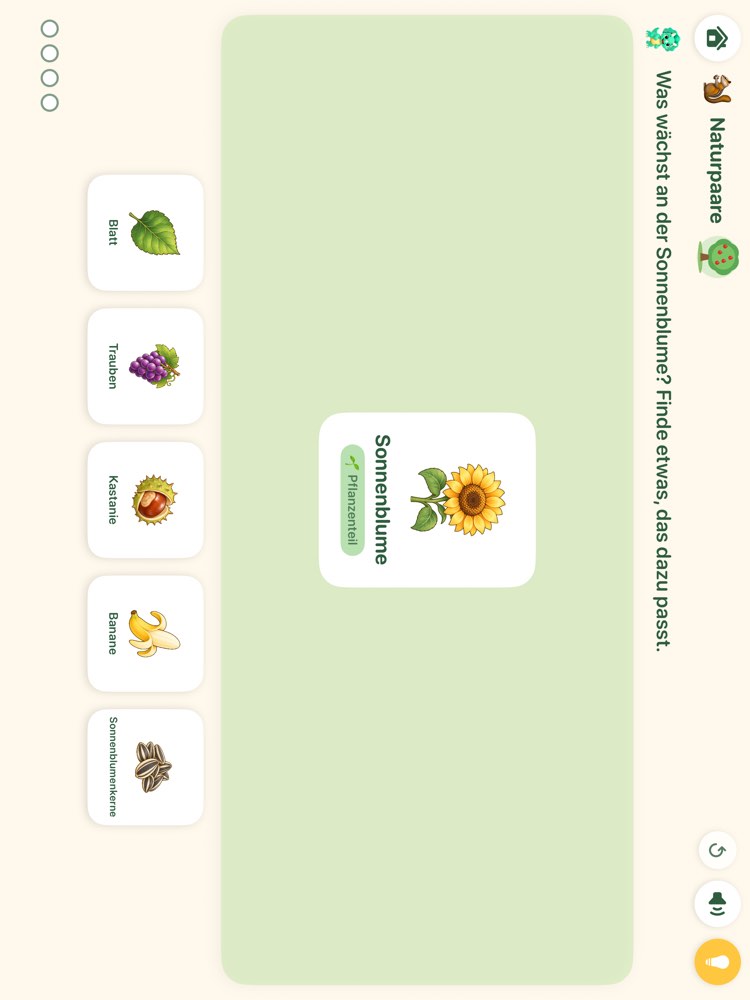 Naturpaare
Was wächst an der Sonnenblume? Finde etwas, das dazu passt.
Sonnenblume
Pflanzenteil
Blatt
Trauben
Kastanie
Banane
Sonnenblumenkerne